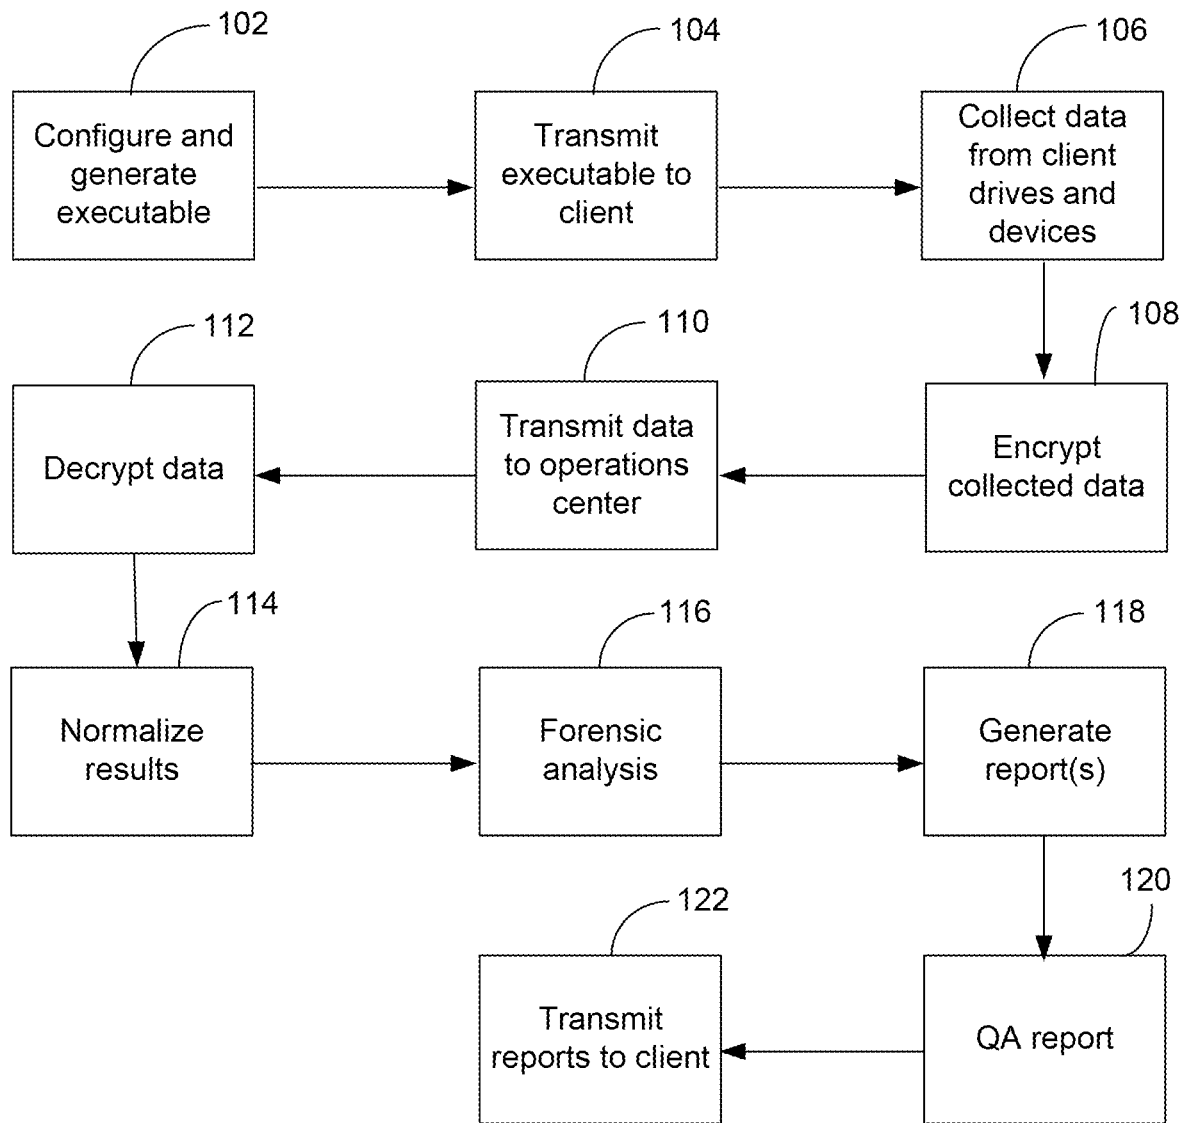 102
Configure and
generate
executable
104
Transmit
executable to
client
106
Collect data
from client
drives and
devices
108
Encrypt
collected data
110
Transmit data
to operations
center
112
Decrypt data
114
Normalize
results
116
Forensic
analysis
118
Generate
report(s)
120
QA report
122
Transmit
reports to client